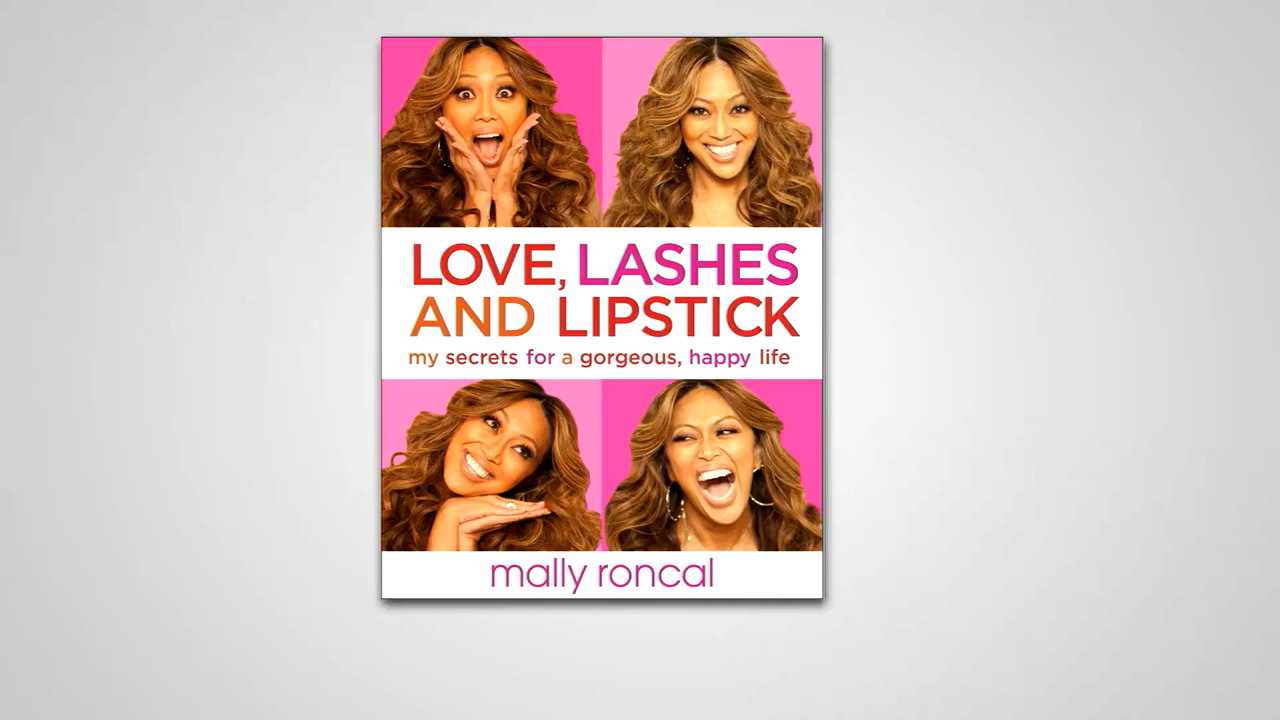 LOVE, LASHES
AND LIPSTICK
my secrets for a gorgeous, happy life
mally roncal